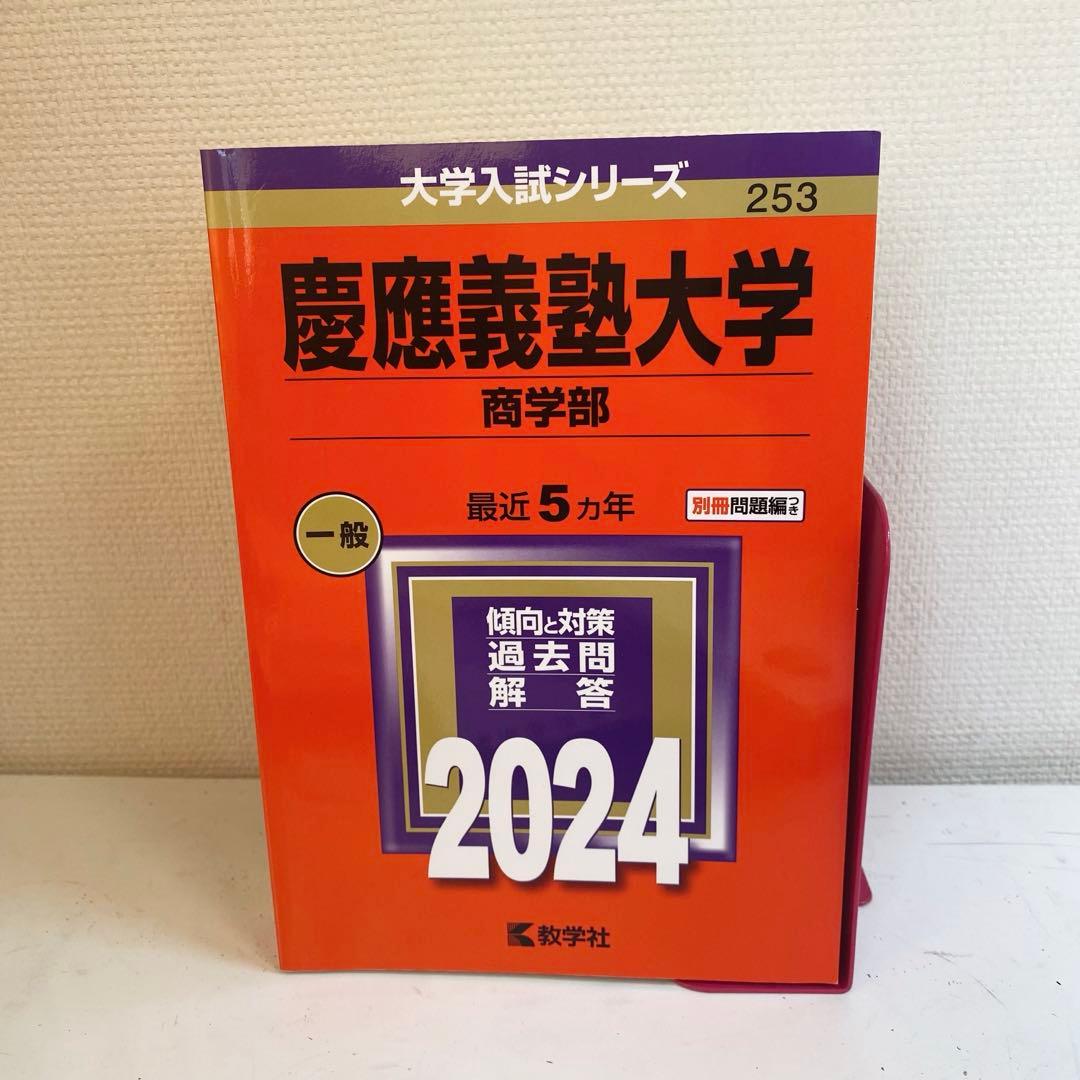 大学入試シリーズ
253
慶應義塾大学
商学部
最近5カ年
別冊問題編つき
一般
傾向と対策
過去問
解答
2024
教学社